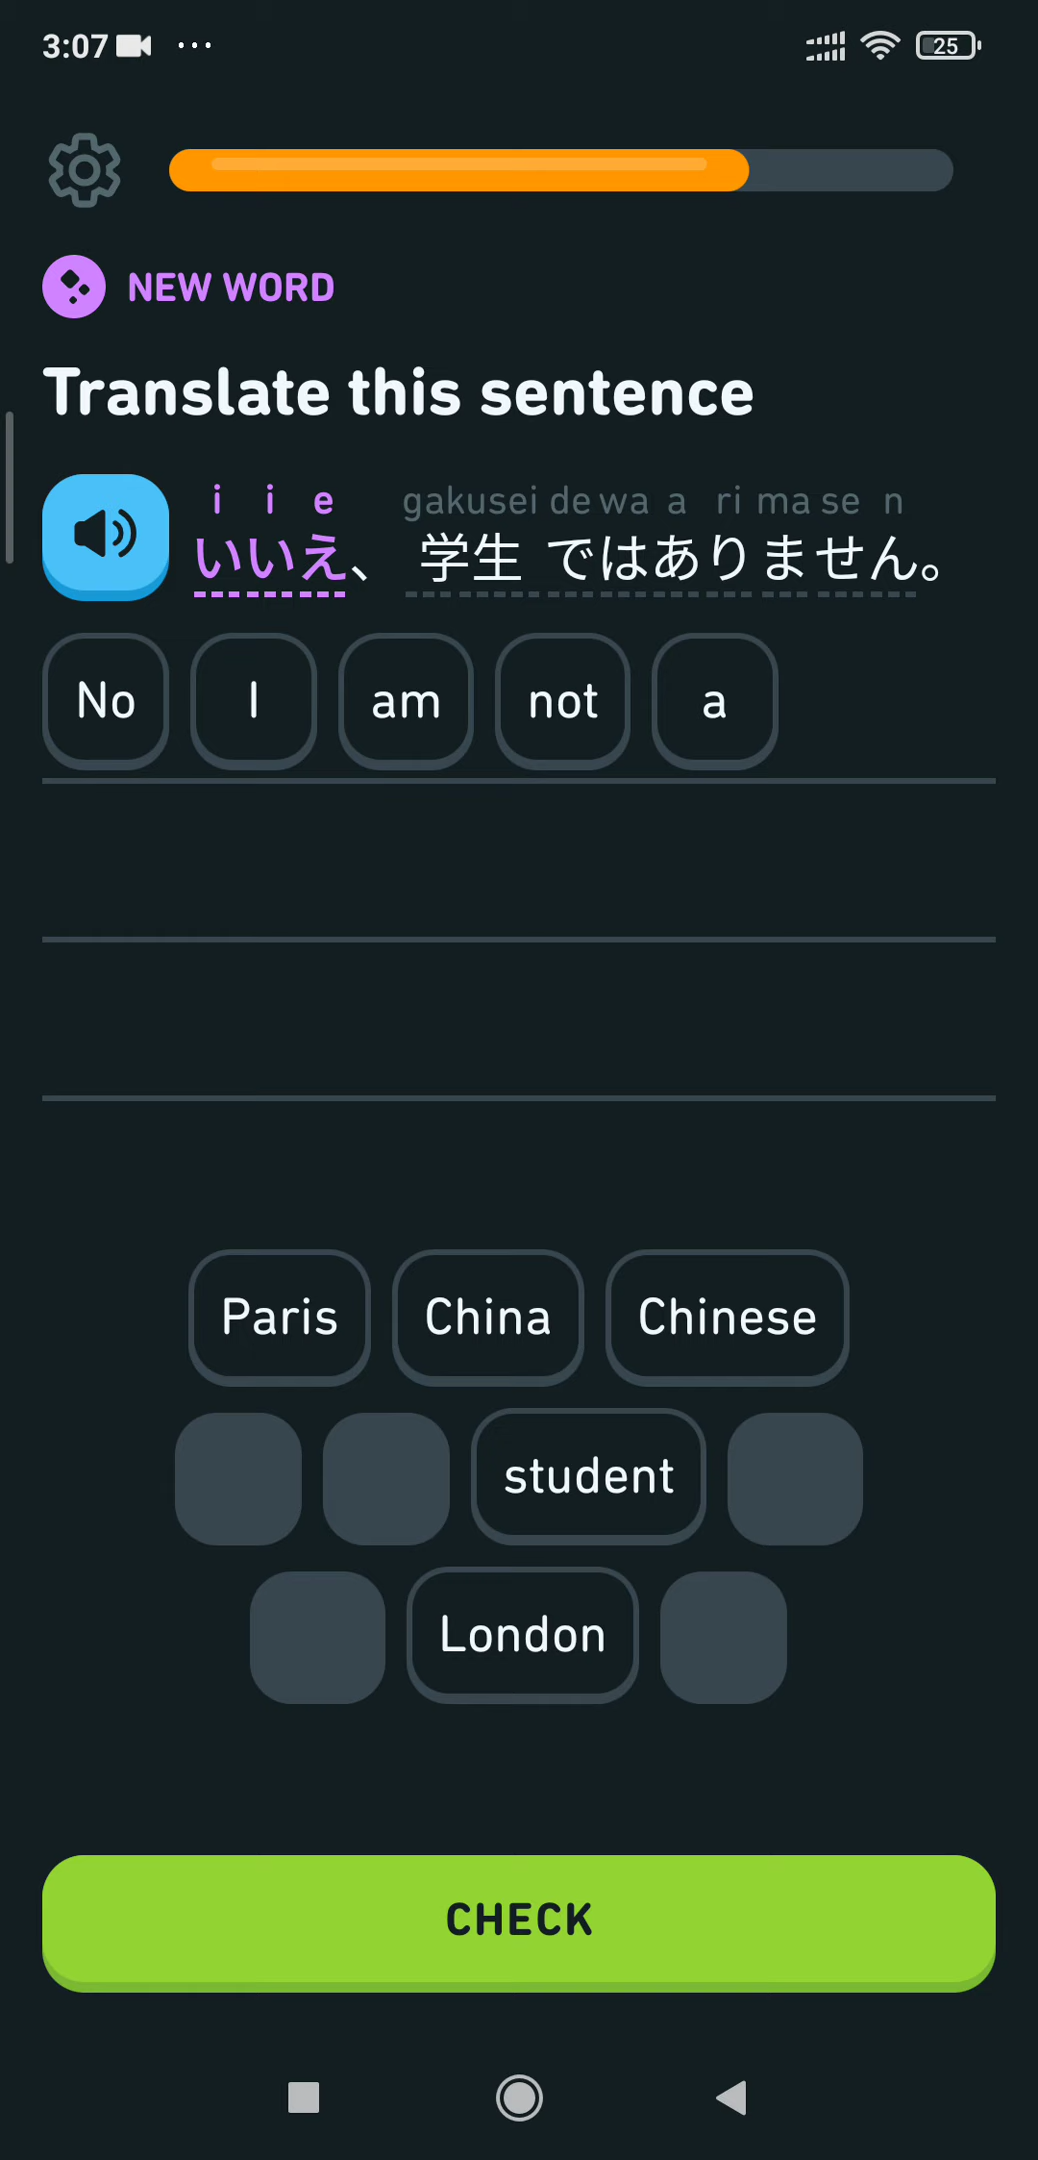 3:07 ... 25
NEW WORD
Translate this sentence
i i e gakusei de wa a ri ma se n
いいえ、 学生 ではありません。
No I am not a
Paris China Chinese
student
London
CHECK